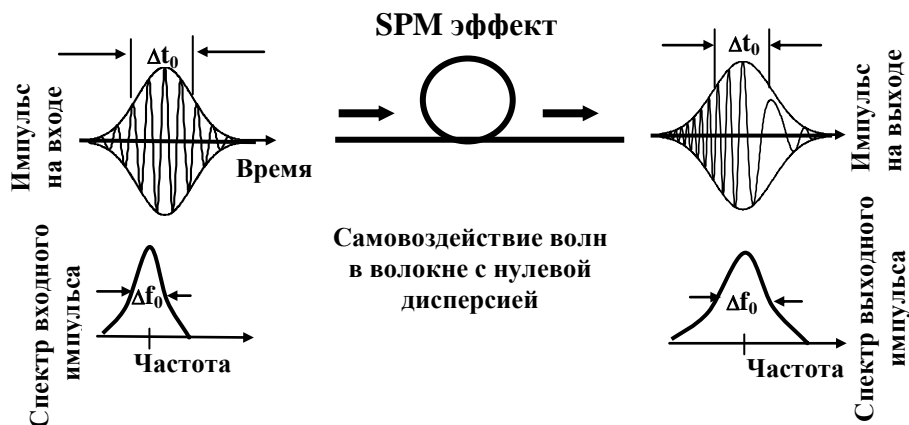 SPM эффект
Δt₀
Импульс
на входе
Время
Δt₀
Импульс
на выходе
Самовоздействие волн
в волокне с нулевой
дисперсией
Спектр входного
импульса
Δf₀
Частота
Δf₀
Частота
Спектр выходного
импульса